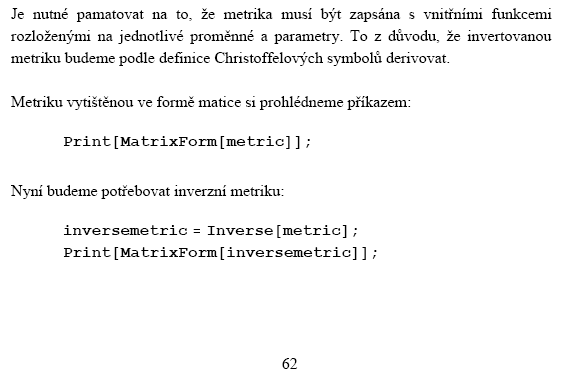 Je nutné pamatovat na to, že metrika musí být zapsána s vnitřními funkcemi
rozloženými na jednotlivé proměnné a parametry. To z důvodu, že invertovanou
metriku budeme podle definice Christoffelových symbolů derivovat.
Metriku vytištěnou ve formě matice si prohlédneme příkazem:
Print[MatrixForm[metric]];
Nyní budeme potřebovat inverzní metriku:
inversemetric = Inverse[metric];
Print[MatrixForm[inversemetric]];
62